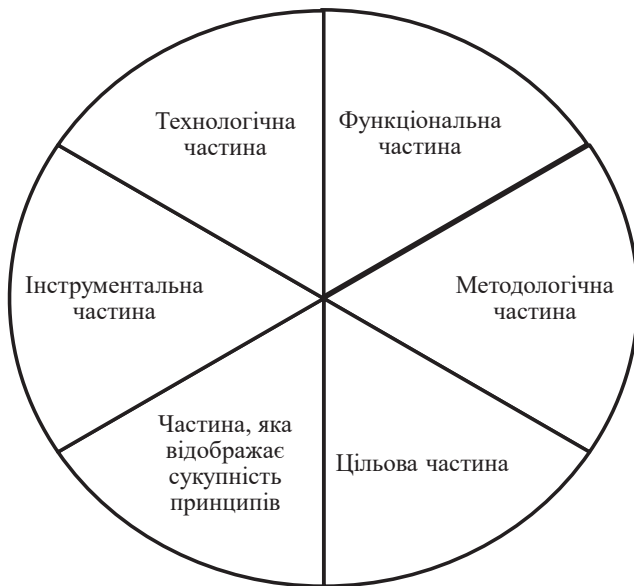 Технологічна
частина
Функціональна
частина
Інструментальна
частина
Методологічна
частина
Частина, яка
відображає
сукупність
принципів
Цільова частина